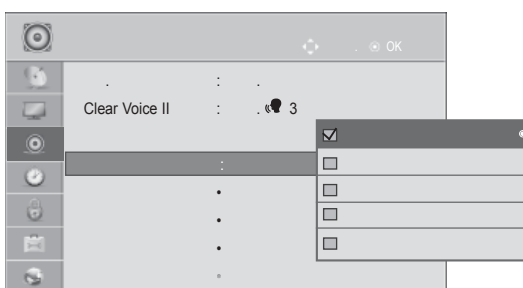 . ◉ OK
. : .
Clear Voice II : . 3
:
•
•
•
•